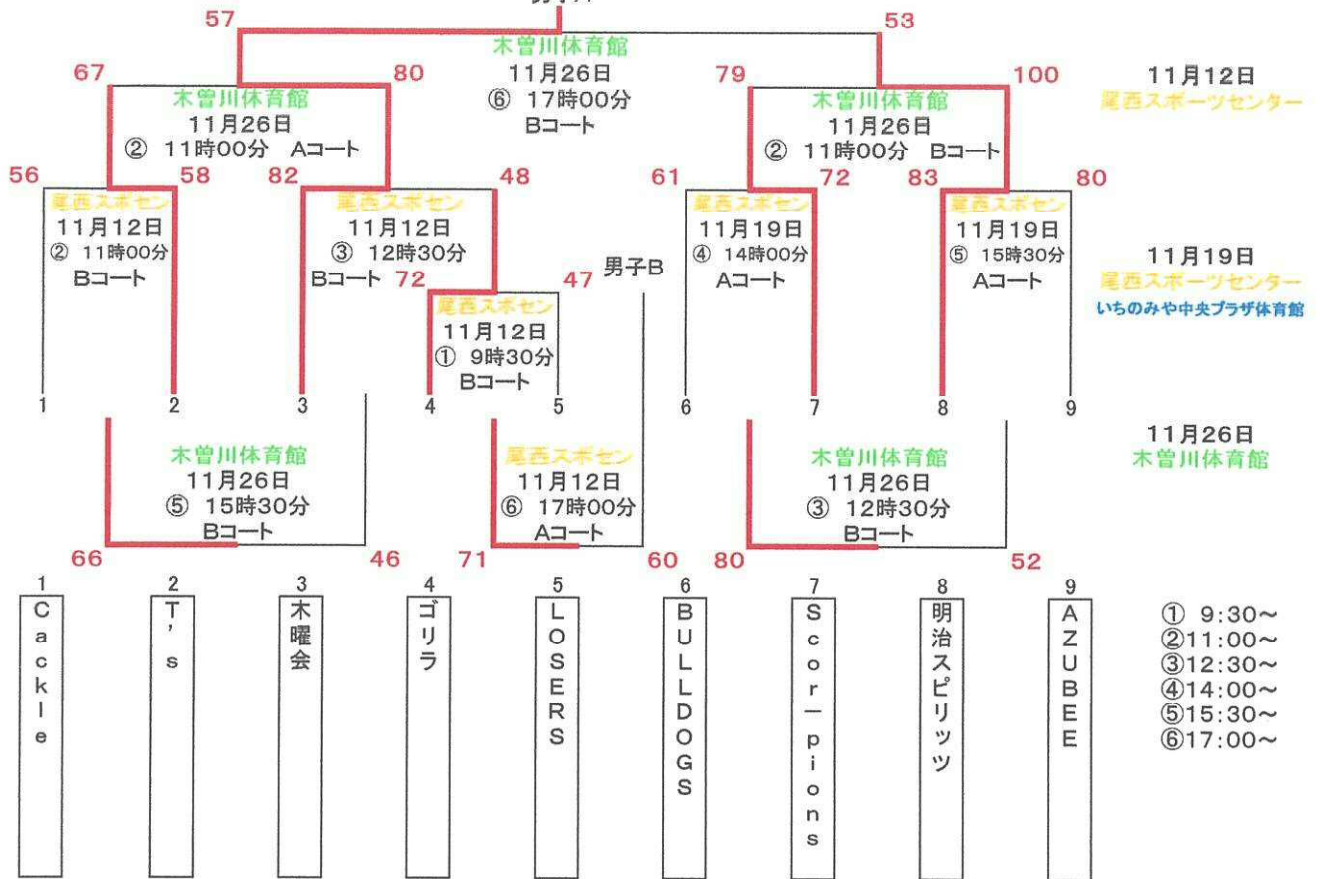 57
53
木曽川体育館
11月26日
⑥ 17時00分
Bコート
67
80
79
100
木曽川体育館
11月26日
② 11時00分 Aコート
木曽川体育館
11月26日
② 11時00分 Bコート
11月12日
尾西スポーツセンター
56
58
82
48
61
72
83
80
尾西スポセン
11月12日
② 11時00分
Bコート
尾西スポセン
11月12日
③ 12時30分
Bコート
尾西スポセン
11月19日
④ 14時00分
Aコート
尾西スポセン
11月19日
⑤ 15時30分
Aコート
11月19日
尾西スポーツセンター
いちのみや中央プラザ体育館
72
47
男子B
尾西スポセン
11月12日
① 9時30分
Bコート
1 2 3 4 5 6 7 8 9
木曽川体育館
11月26日
⑤ 15時30分
Bコート
尾西スポセン
11月12日
⑥ 17時00分
Aコート
木曽川体育館
11月26日
③ 12時30分
Bコート
11月26日
木曽川体育館
66
46
71
60
80
52
1
Cackle
2
T's
3
木曜会
4
ゴリラ
5
LOSERS
6
BULLDOGS
7
Scor-pions
8
明治スピリッツ
9
AZUBEE
① 9:30~
②11:00~
③12:30~
④14:00~
⑤15:30~
⑥17:00~